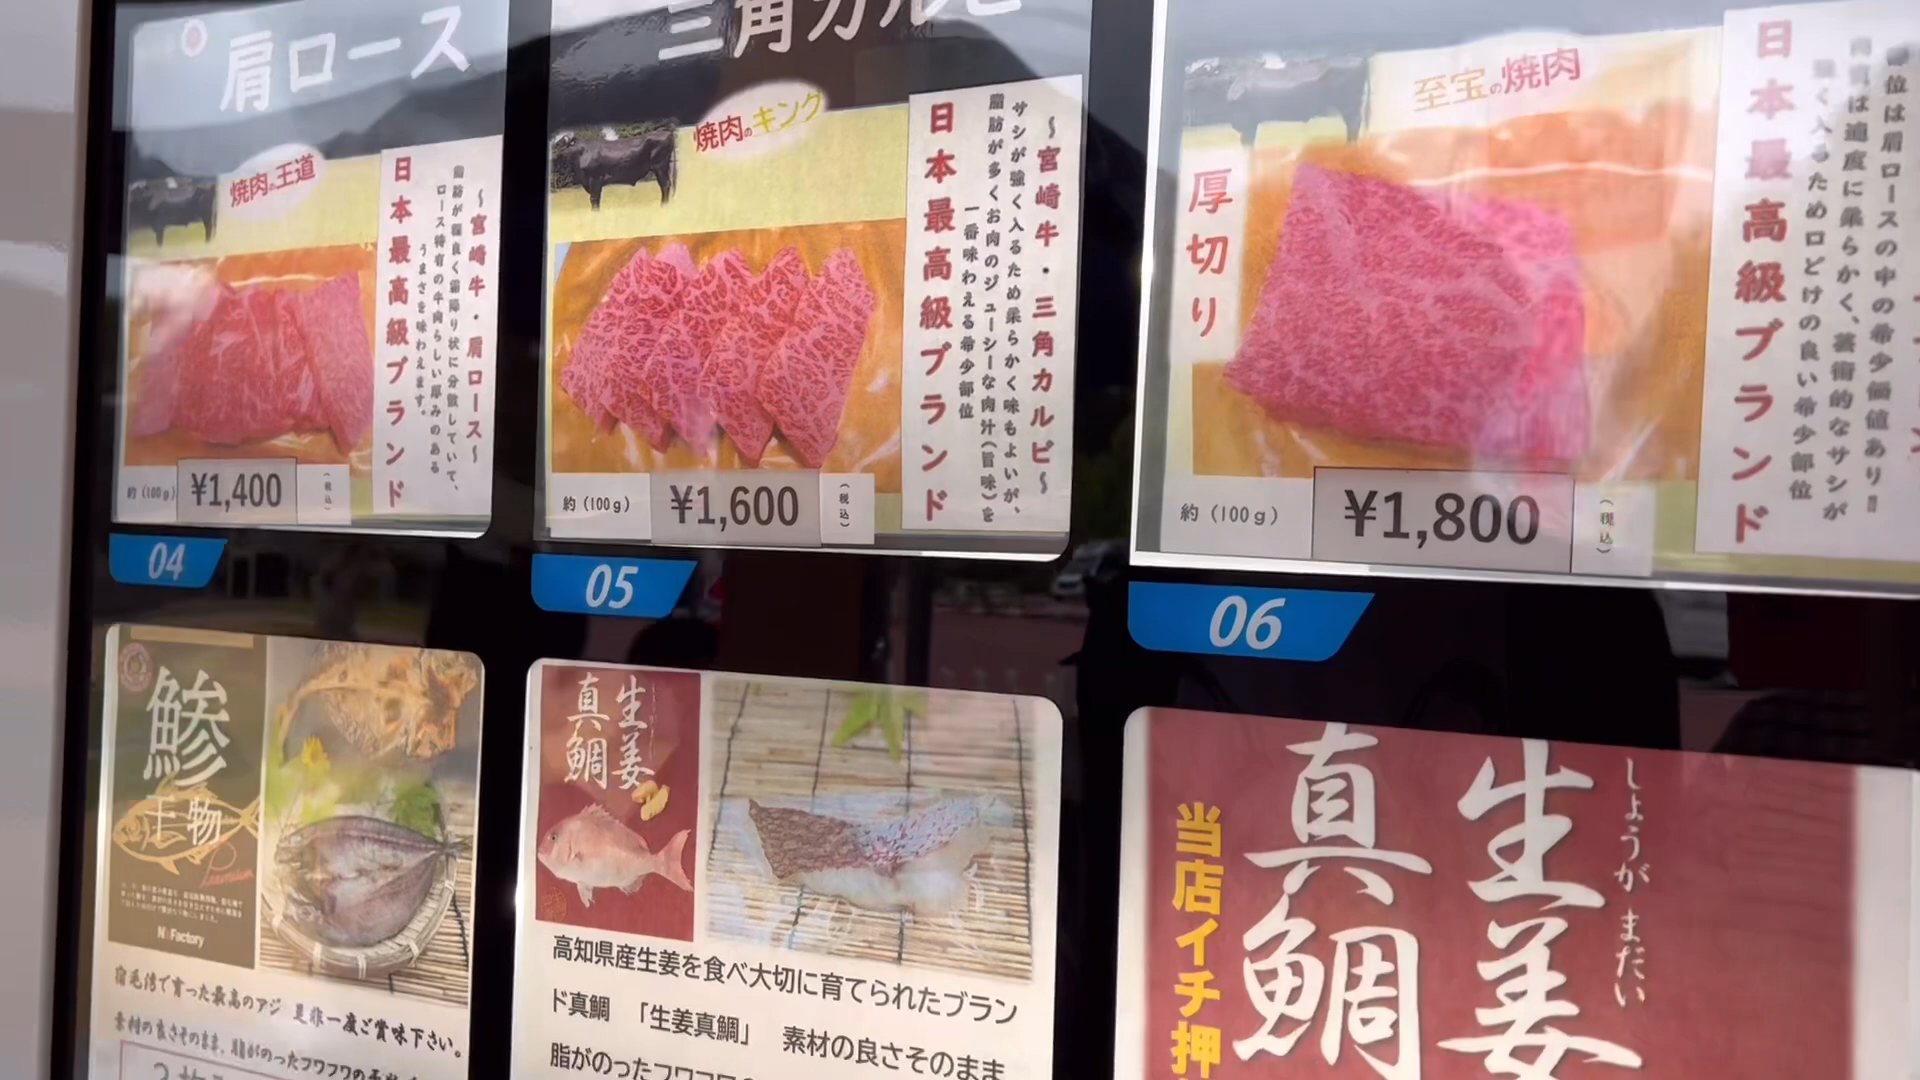 肩ロース
焼肉の王道
日本最高級ブランド
～宮崎牛・肩ロース～
脂肪が程良く霜降り状に分散していて、
ロース特有の牛肉らしい厚みのある
うまさを味わえます。
約(100g)
¥1,400
(税込)
04
三角カルビ
焼肉のキング
日本最高級ブランド
～宮崎牛・三角カルビ～
サシが強く入るため柔らかく味もよいが、
脂肪が多くお肉のジューシーな肉汁(旨味)を
一番味わえる希少部位
約(100g)
¥1,600
(税込)
05
至宝の焼肉
厚切り
日本最高級ブランド
部位は肩ロースの中の希少価値あり!!
肉質は適度に柔らかく、芸術的なサシが
強く入るため口どけの良い希少部位
約(100g)
¥1,800
(税込)
06
鯵
干物
Premium
Factory
宿毛湾で育った最高のアジ 是非一度ご賞味下さい。
素材の良さそのまま、脂がのったフワフワの
生姜
真鯛
高知県産生姜を食べ大切に育てられたブラン
ド真鯛 「生姜真鯛」 素材の良さそのまま
脂がのったフワフワ
しょうが まだい
生姜
真鯛
当店イチ押